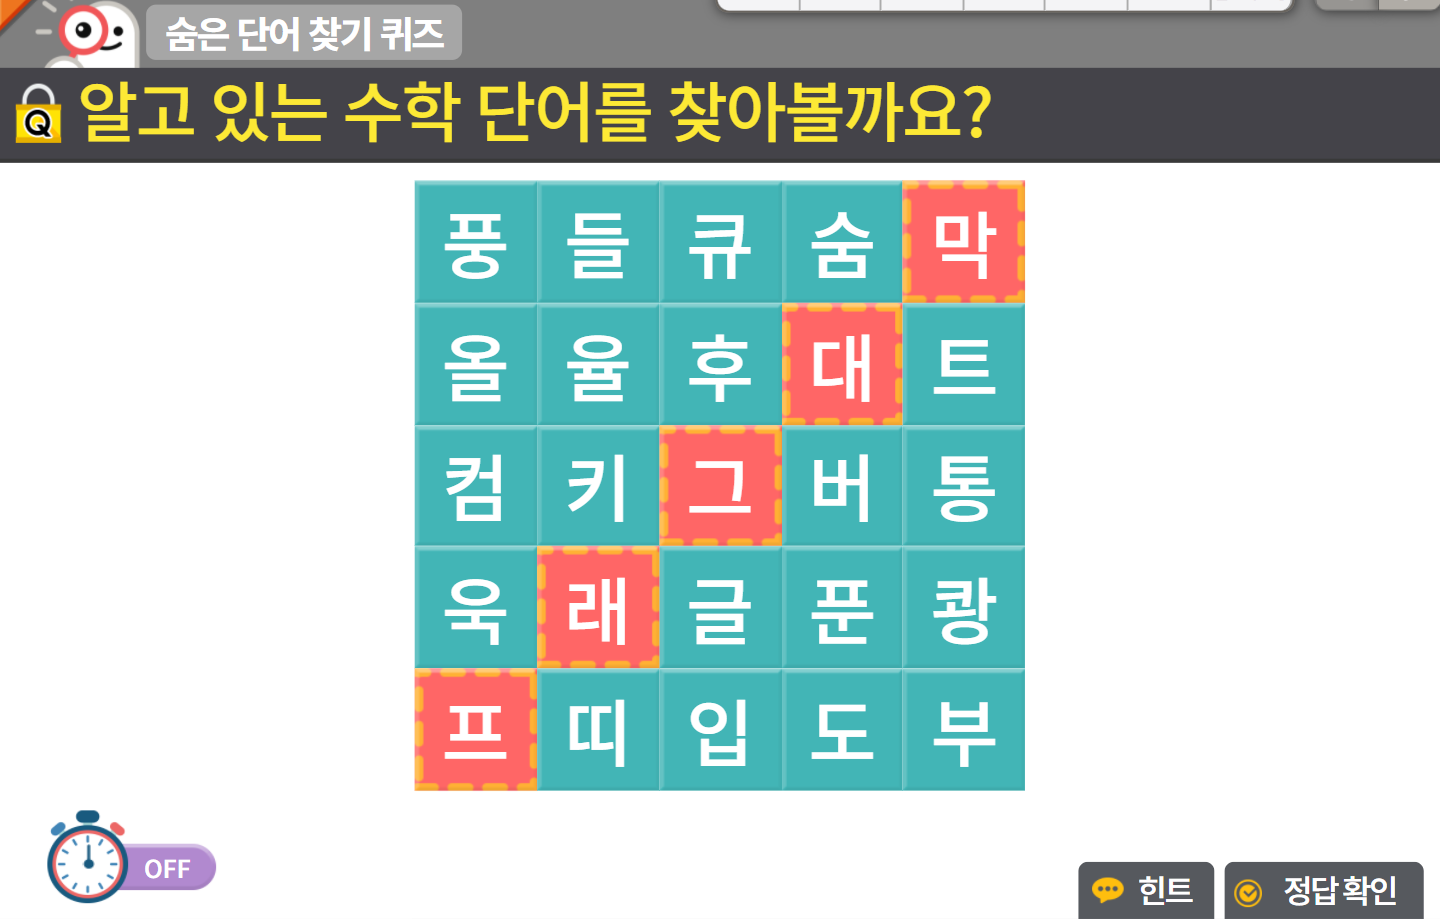 숨은 단어 찾기 퀴즈
Q 알고 있는 수학 단어를 찾아볼까요?
풍 들 큐 숨 막
올 율 후 대 트
컴 키 그 버 통
욱 래 글 푼 쾅
프 띠 입 도 부
OFF
힌트 정답 확인